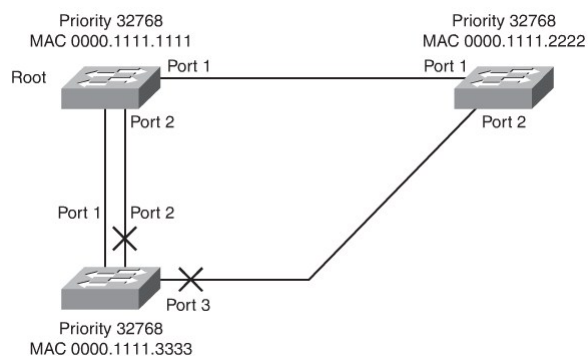 Priority 32768
MAC 0000.1111.1111
Priority 32768
MAC 0000.1111.2222
Root
Port 1
Port 1
Port 2
Port 2
Port 1
Port 2
Port 3
Priority 32768
MAC 0000.1111.3333